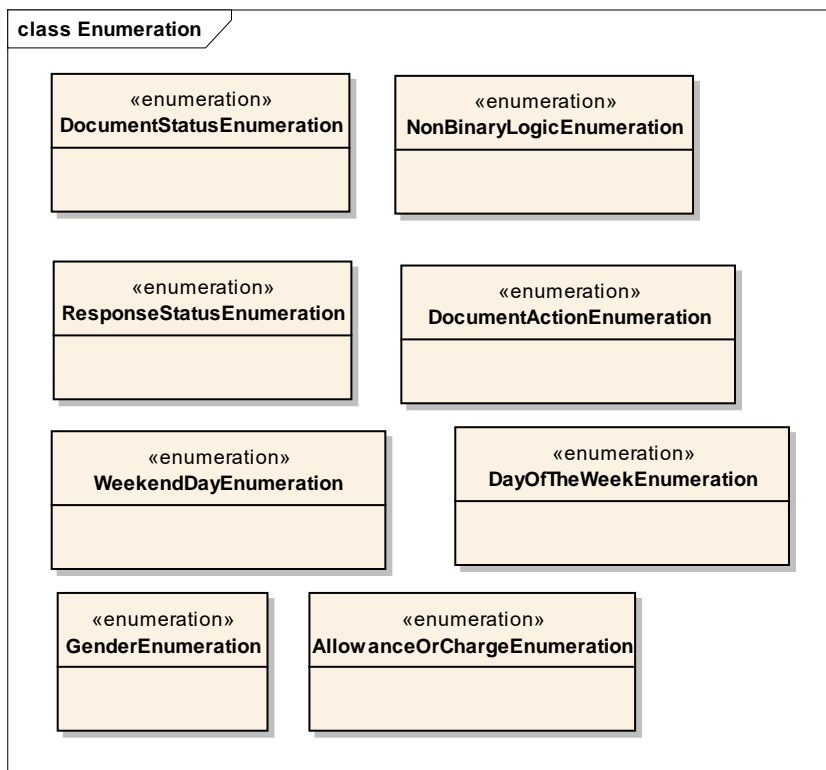 class Enumeration
«enumeration»
DocumentStatusEnumeration
«enumeration»
NonBinaryLogicEnumeration
«enumeration»
ResponseStatusEnumeration
«enumeration»
DocumentActionEnumeration
«enumeration»
WeekendDayEnumeration
«enumeration»
DayOfTheWeekEnumeration
«enumeration»
GenderEnumeration
«enumeration»
AllowanceOrChargeEnumeration